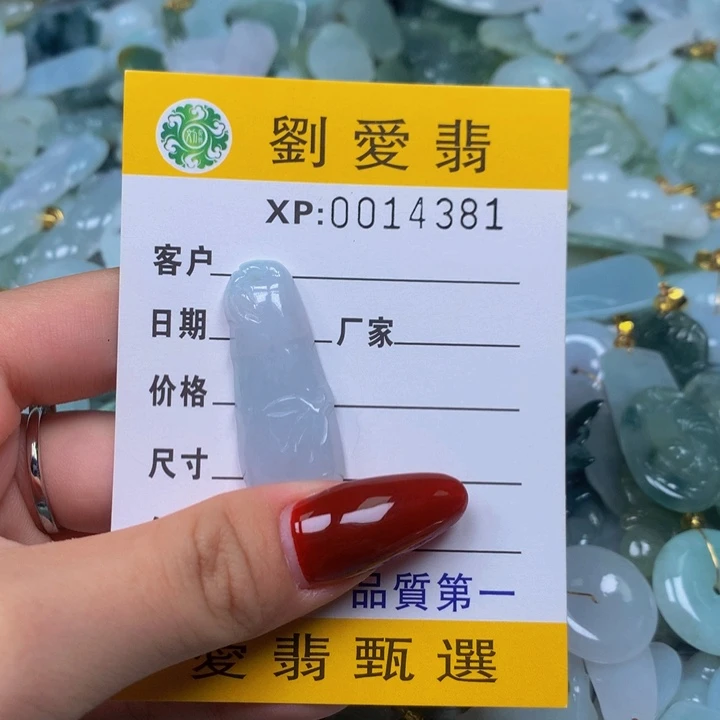 劉愛翡
XP:0014381
客户
日期 厂家
价格
尺寸
品質第一
愛翡甄選